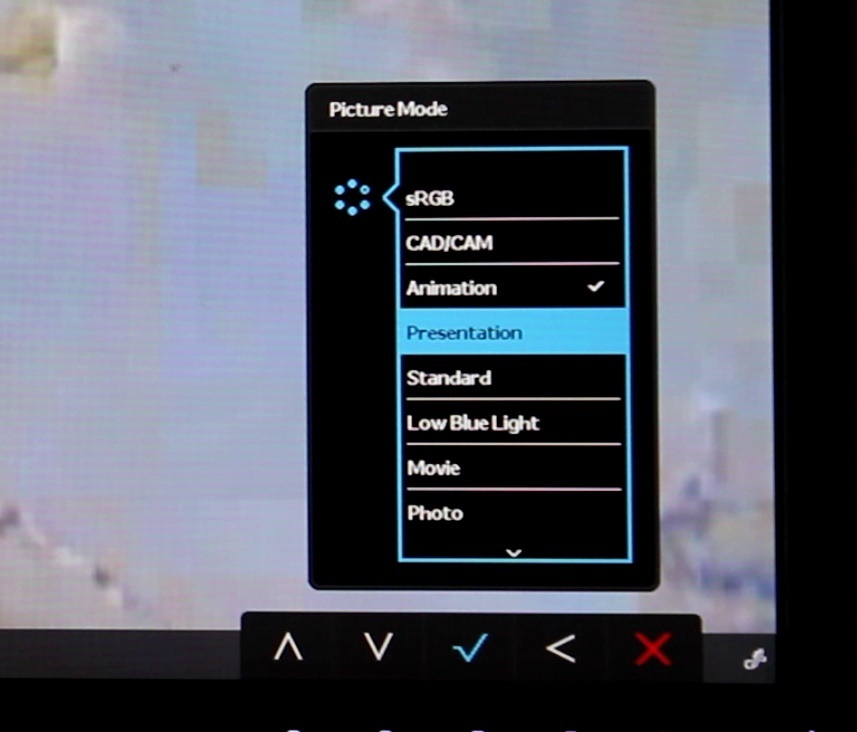 Picture Mode
sRGB
CAD/CAM
Animation
Presentation
Standard
Low Blue Light
Movie
Photo